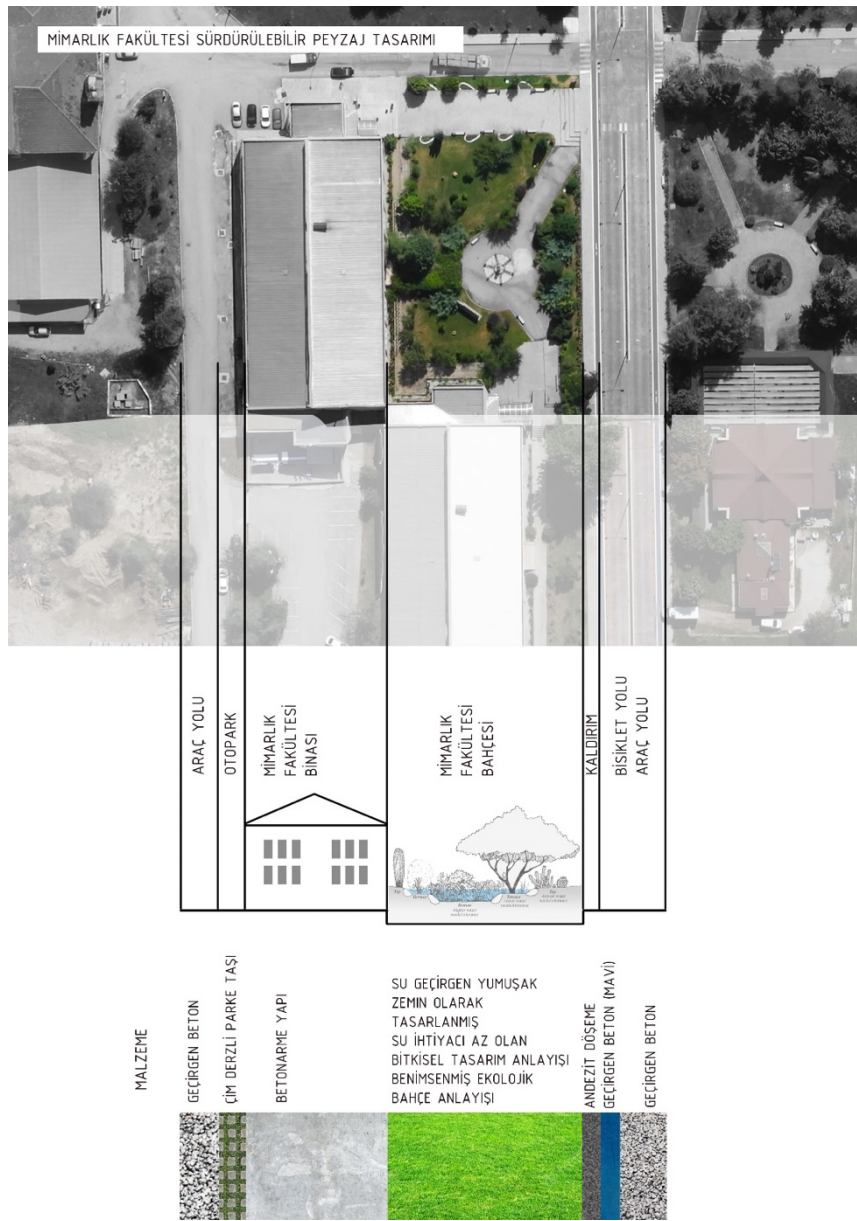 MİMARLIK FAKÜLTESİ SÜRDÜRÜLEBİLİR PEYZAJ TASARIMI
ARAÇ YOLU
OTOPARK
MİMARLIK
FAKÜLTESİ
BİNASI
MİMARLIK
FAKÜLTESİ
BAHÇESİ
KALDIRIM
BİSİKLET YOLU
ARAÇ YOLU
MALZEME
GEÇİRGEN BETON
ÇİM DERZLİ PARKE TAŞI
BETONARME YAPI
SU GEÇİRGEN YUMUŞAK
ZEMİN OLARAK
TASARLANMIŞ
SU İHTİYACI AZ OLAN
BİTKİSEL TASARIM ANLAYIŞI
BENİMSENMİŞ EKOLOJİK
BAHÇE ANLAYIŞI
ANDEZİT DÖŞEME
GEÇİRGEN BETON (MAVİ)
GEÇİRGEN BETON